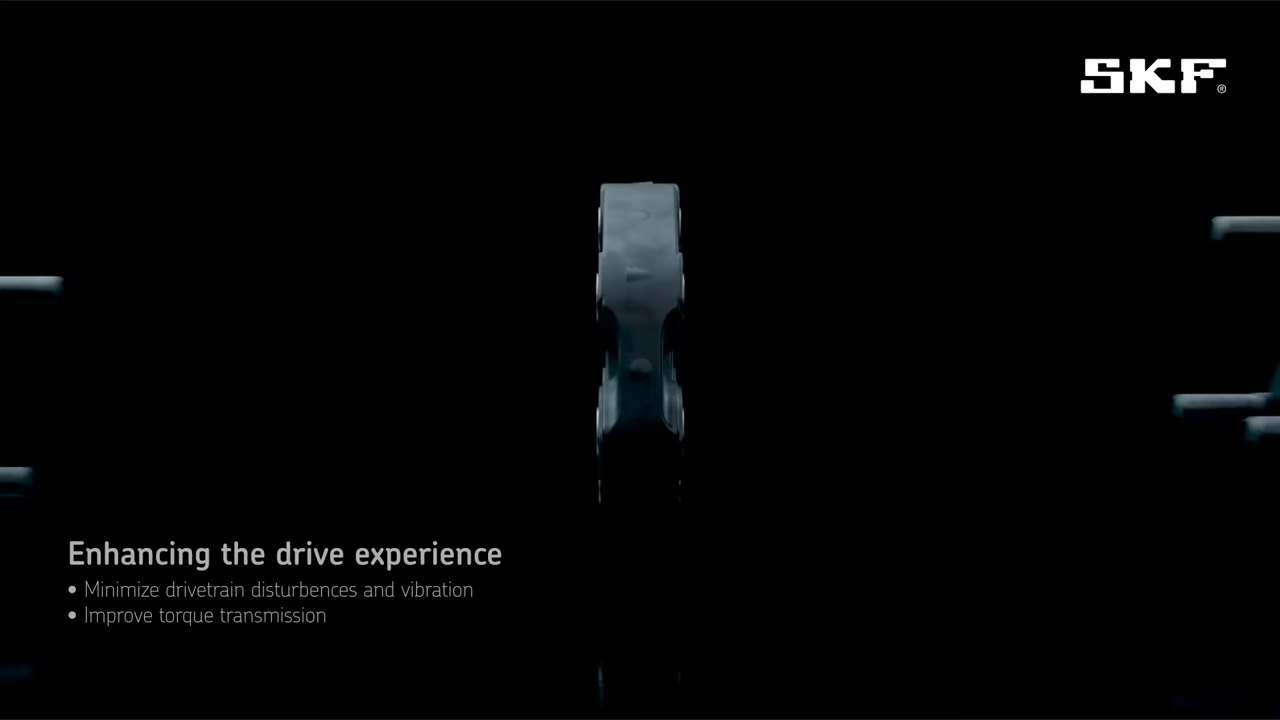 SKF®
Enhancing the drive experience
• Minimize drivetrain disturbences and vibration
• Improve torque transmission